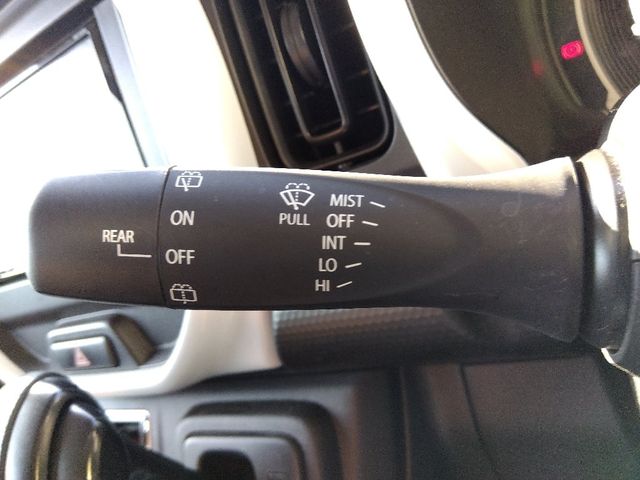 REAR
ON
OFF
PULL
MIST
OFF
INT
LO
HI